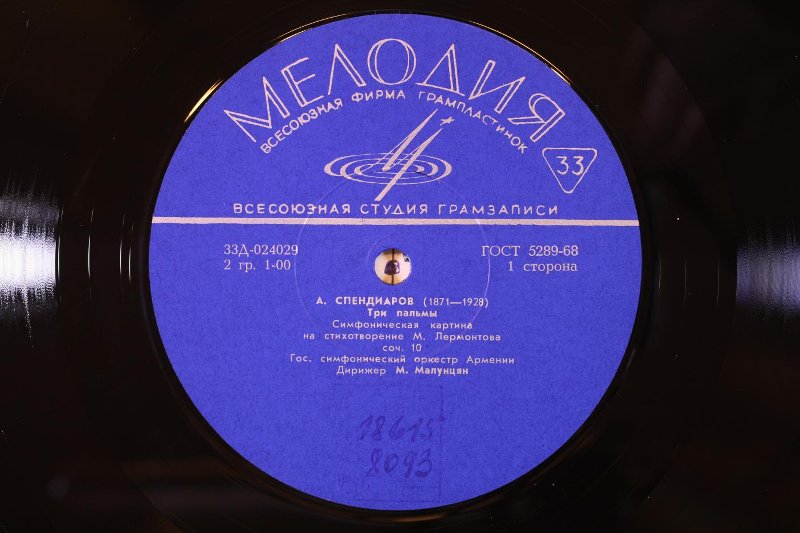 МЕЛОДИЯ
ВСЕСОЮЗНАЯ ФИРМА ГРАМПЛАСТИНОК
33
ВСЕСОЮЗНАЯ СТУДИЯ ГРАМЗАПИСИ
33Д-024029
2 гр. 1-00
ГОСТ 5289-68
1 сторона
А. СПЕНДИАРОВ (1871—1928)
Три пальмы
Симфоническая картина
на стихотворение М. Лермонтова
соч. 10
Гос. симфонический оркестр Армении
Дирижер М. Малунцян
18615
8093